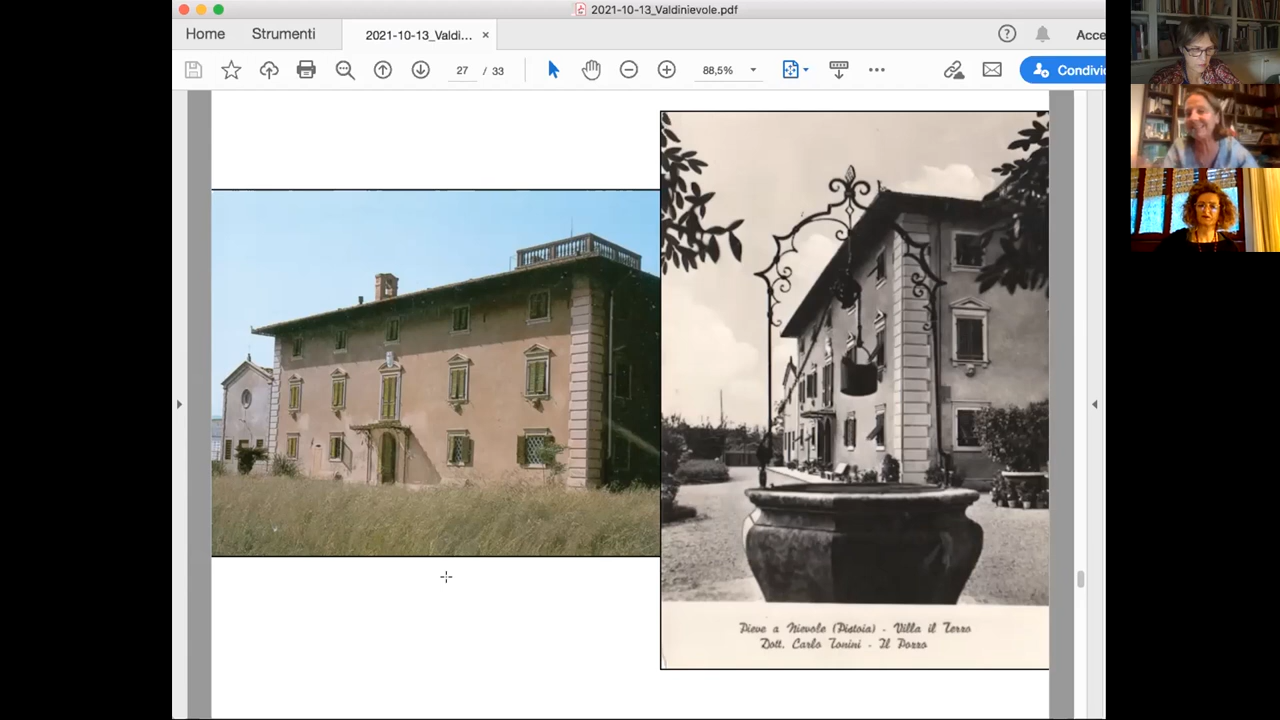 2021-10-13_Valdinievole.pdf
Home
Strumenti
2021-10-13_Valdi...
Acce
27 / 33
88,5%
Condivi
Pieve a Nievole (Pistoia) - Villa il Terro
Dott. Carlo Tonini - Il Pozzo